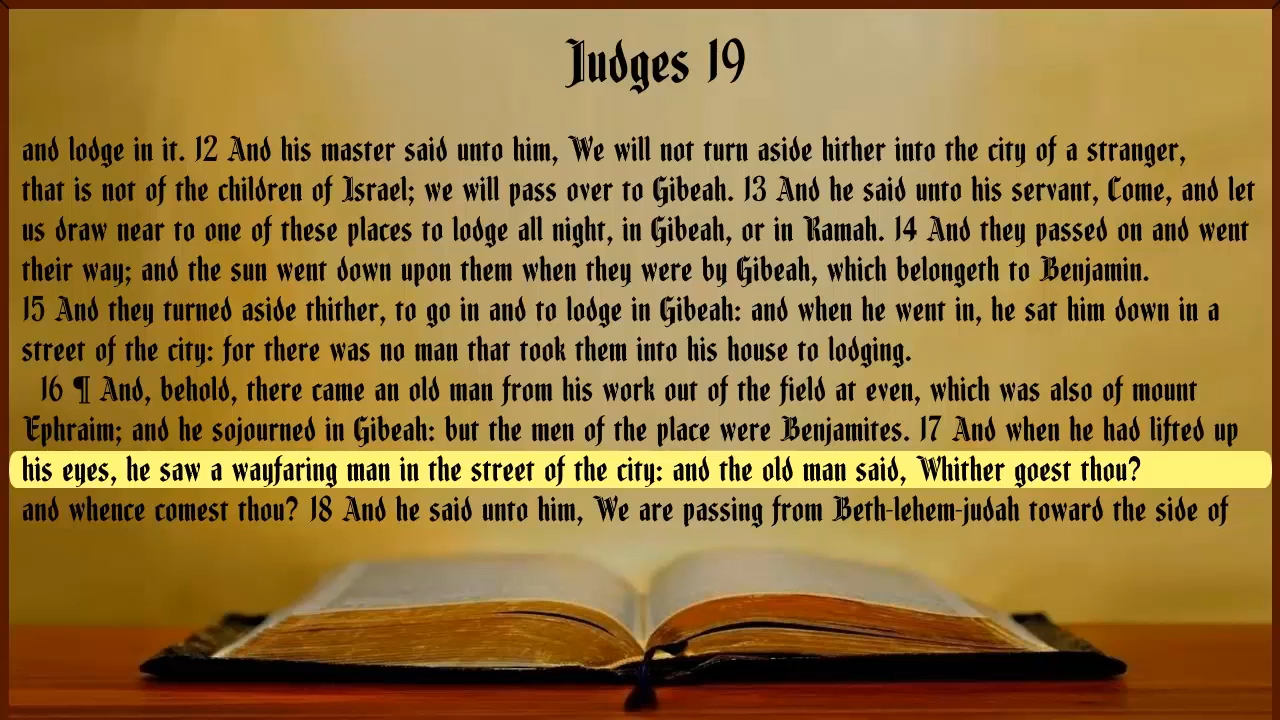 Judges 19
and lodge in it. 12 And his master said unto him, We will not turn aside hither into the city of a stranger,
that is not of the children of Israel; we will pass over to Gibeah. 13 And he said unto his servant, Come, and let
us draw near to one of these places to lodge all night, in Gibeah, or in Ramah. 14 And they passed on and went
their way; and the sun went down upon them when they were by Gibeah, which belongeth to Benjamin.
15 And they turned aside thither, to go in and to lodge in Gibeah: and when he went in, he sat him down in a
street of the city: for there was no man that took them into his house to lodging.
16 ¶ And, behold, there came an old man from his work out of the field at even, which was also of mount
Ephraim; and he sojourned in Gibeah: but the men of the place were Benjamites. 17 And when he had lifted up
his eyes, he saw a wayfaring man in the street of the city: and the old man said, Whither goest thou?
and whence comest thou? 18 And he said unto him, We are passing from Beth-lehem-judah toward the side of